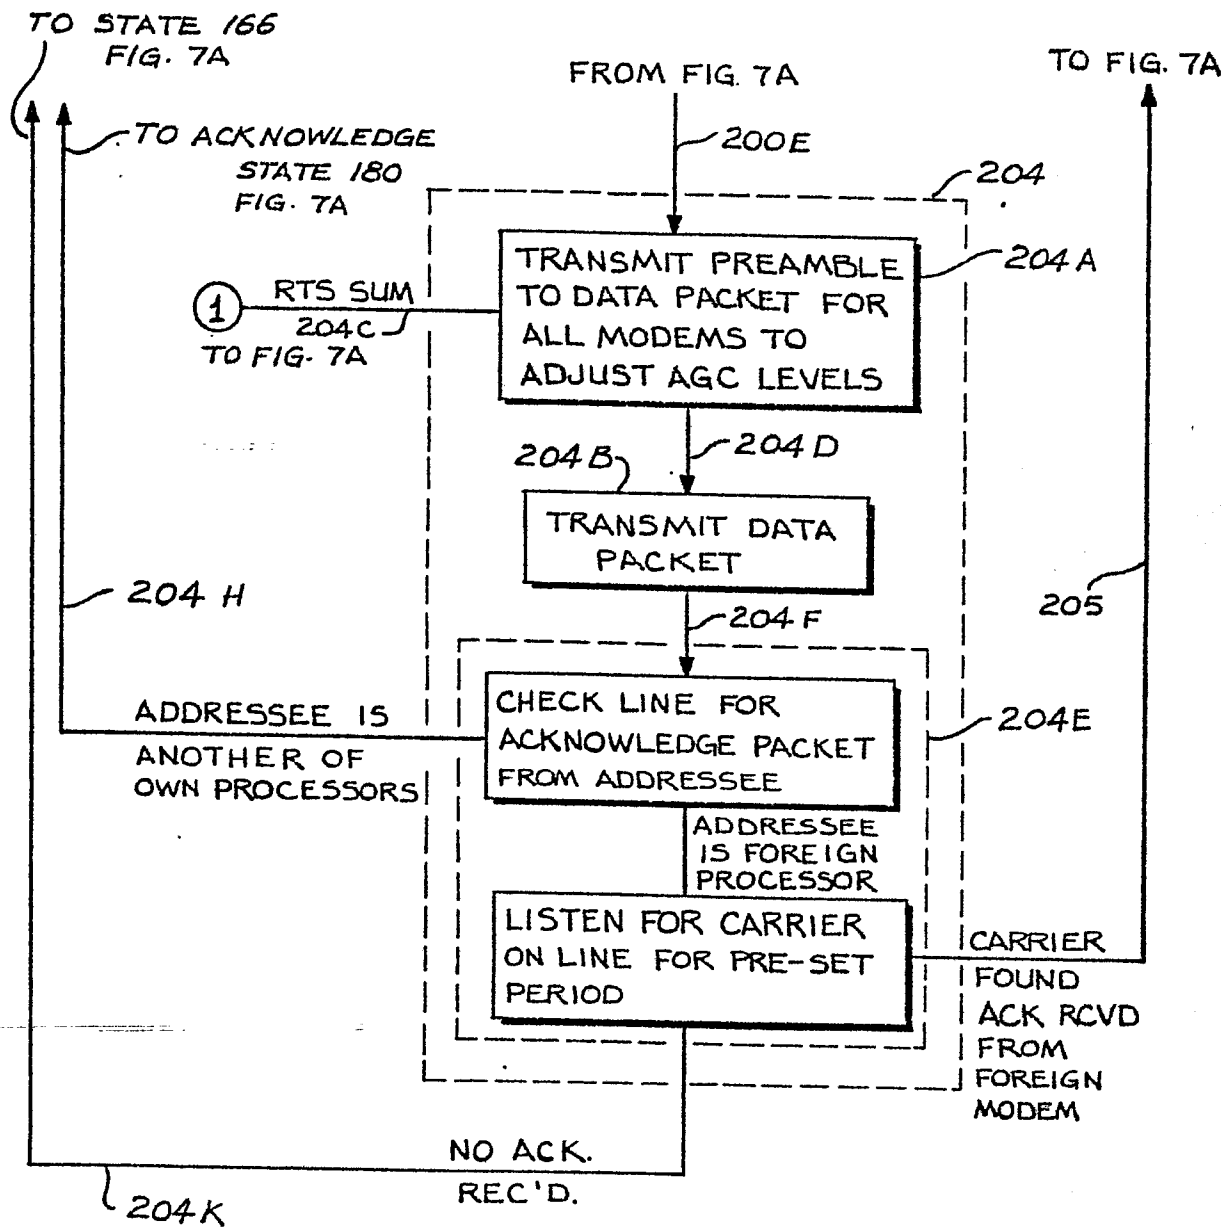 TO STATE 166
FIG. 7A
TO ACKNOWLEDGE
STATE 180
FIG. 7A
FROM FIG. 7A
200E
TO FIG. 7A
204
TRANSMIT PREAMBLE
TO DATA PACKET FOR
ALL MODEMS TO
ADJUST AGC LEVELS
204A
1
RTS SUM
204C
TO FIG. 7A
204D
204B
TRANSMIT DATA
PACKET
204F
204H
205
CHECK LINE FOR
ACKNOWLEDGE PACKET
FROM ADDRESSEE
204E
ADDRESSEE IS
ANOTHER OF
OWN PROCESSORS
ADDRESSEE
IS FOREIGN
PROCESSOR
LISTEN FOR CARRIER
ON LINE FOR PRE-SET
PERIOD
CARRIER
FOUND
ACK RCVD
FROM
FOREIGN
MODEM
NO ACK.
REC'D.
204K